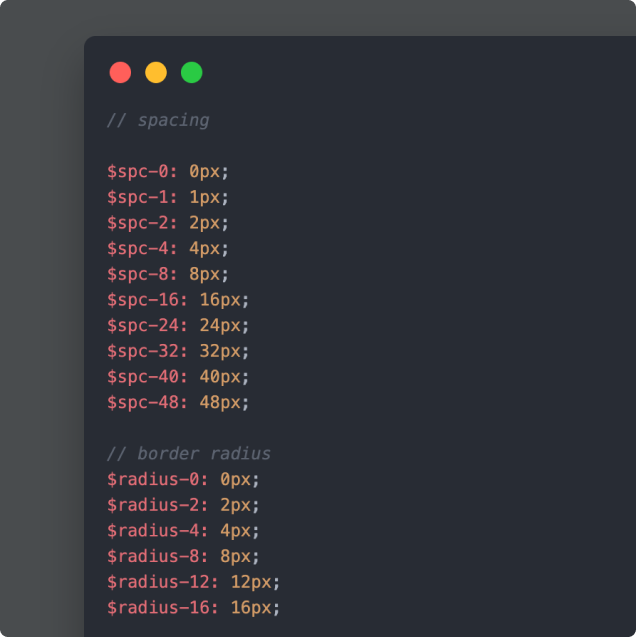 // spacing
$spc-0: 0px;
$spc-1: 1px;
$spc-2: 2px;
$spc-4: 4px;
$spc-8: 8px;
$spc-16: 16px;
$spc-24: 24px;
$spc-32: 32px;
$spc-40: 40px;
$spc-48: 48px;
// border radius
$radius-0: 0px;
$radius-2: 2px;
$radius-4: 4px;
$radius-8: 8px;
$radius-12: 12px;
$radius-16: 16px;